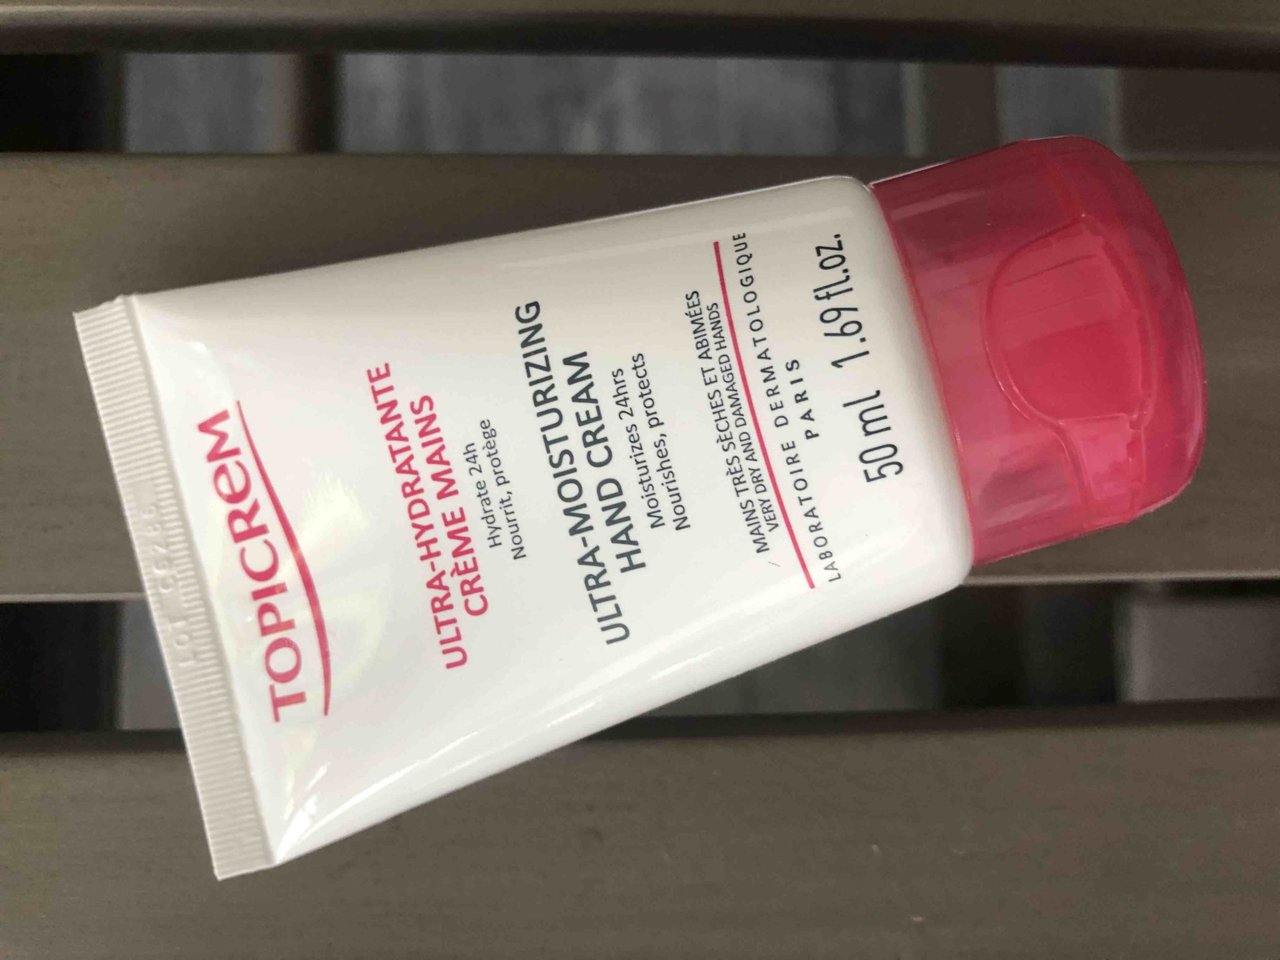 TOPICREM
ULTRA-HYDRATANTE
CRÈME MAINS
Hydrate 24h
Nourrit, protège
ULTRA-MOISTURIZING
HAND CREAM
Moisturizes 24hrs
Nourishes, protects
MAINS TRÈS SÈCHES ET ABIMÉES
VERY DRY AND DAMAGED HANDS
LABORATOIRE DERMATOLOGIQUE
PARIS
50 ml 1.69 fl.oz.